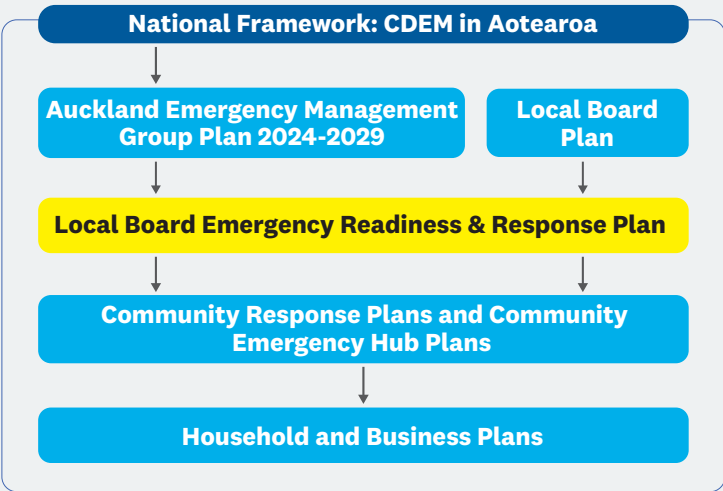 National Framework: CDEM in Aotearoa
Auckland Emergency Management
Group Plan 2024-2029
Local Board
Plan
Local Board Emergency Readiness & Response Plan
Community Response Plans and Community
Emergency Hub Plans
Household and Business Plans